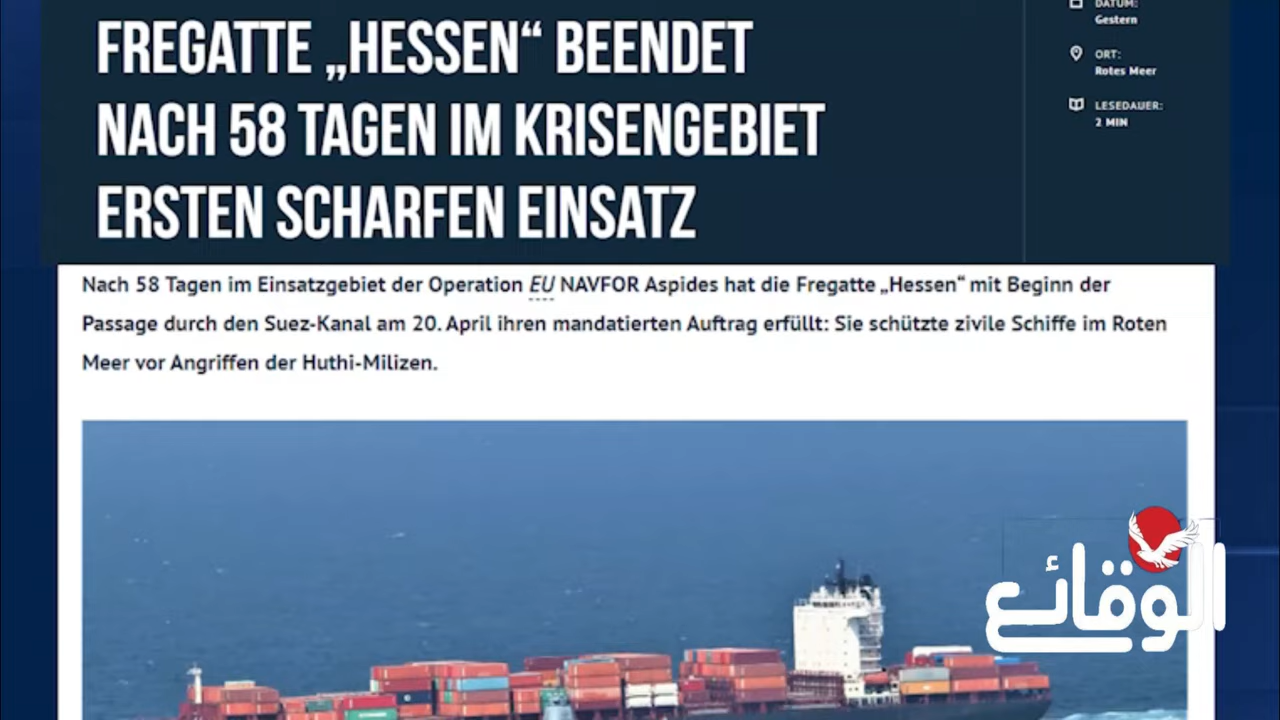 FREGATTE „HESSEN“ BEENDET
NACH 58 TAGEN IM KRISENGEBIET
ERSTEN SCHARFEN EINSATZ
DATUM:
Gestern
ORT:
Rotes Meer
LESEDAUER:
2 MIN
Nach 58 Tagen im Einsatzgebiet der Operation EU NAVFOR Aspides hat die Fregatte „Hessen“ mit Beginn der
Passage durch den Suez-Kanal am 20. April ihren mandatierten Auftrag erfüllt: Sie schützte zivile Schiffe im Roten
Meer vor Angriffen der Huthi-Milizen.
الوقائع